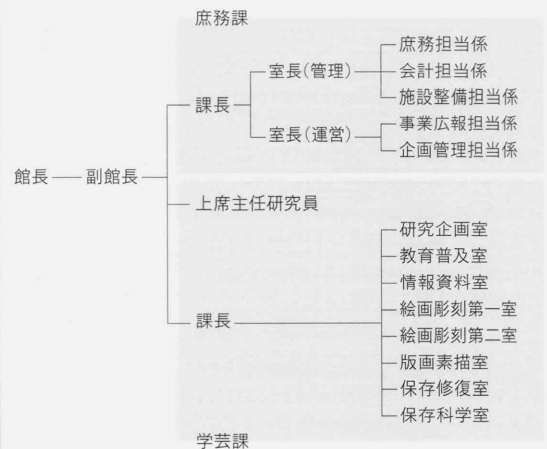 庶務課
庶務担当係
室長(管理)
会計担当係
施設整備担当係
課長
事業広報担当係
室長(運営)
企画管理担当係
館長
副館長
上席主任研究員
研究企画室
教育普及室
情報資料室
絵画彫刻第一室
課長
絵画彫刻第二室
版画素描室
保存修復室
保存科学室
学芸課